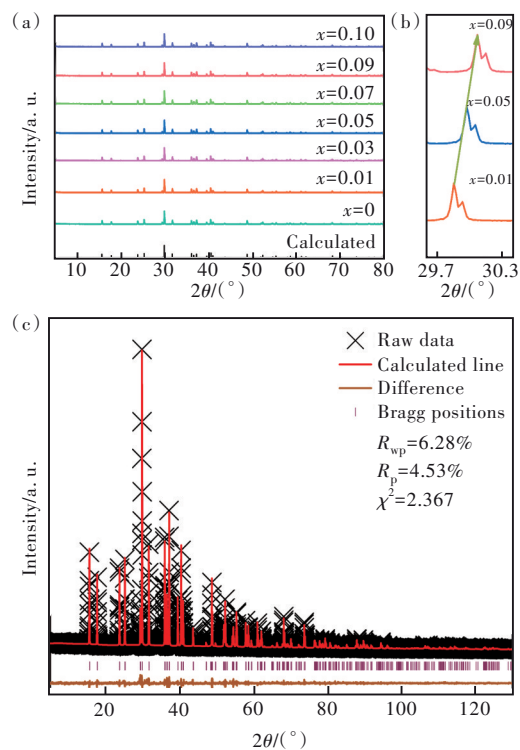 (a)
(b)
Intensity/a. u.
x=0.10
x=0.09
x=0.07
x=0.05
x=0.03
x=0.01
x=0
Calculated
10 20 30 40 50 60 70 80
2θ/(°)
x=0.09
x=0.05
x=0.01
29.7 30.3
2θ/(°)
(c)
Intensity/a. u.
Raw data
Calculated line
Difference
Bragg positions
Rwp=6.28%
Rp=4.53%
χ²=2.367
20 40 60 80 100 120
2θ/(°)